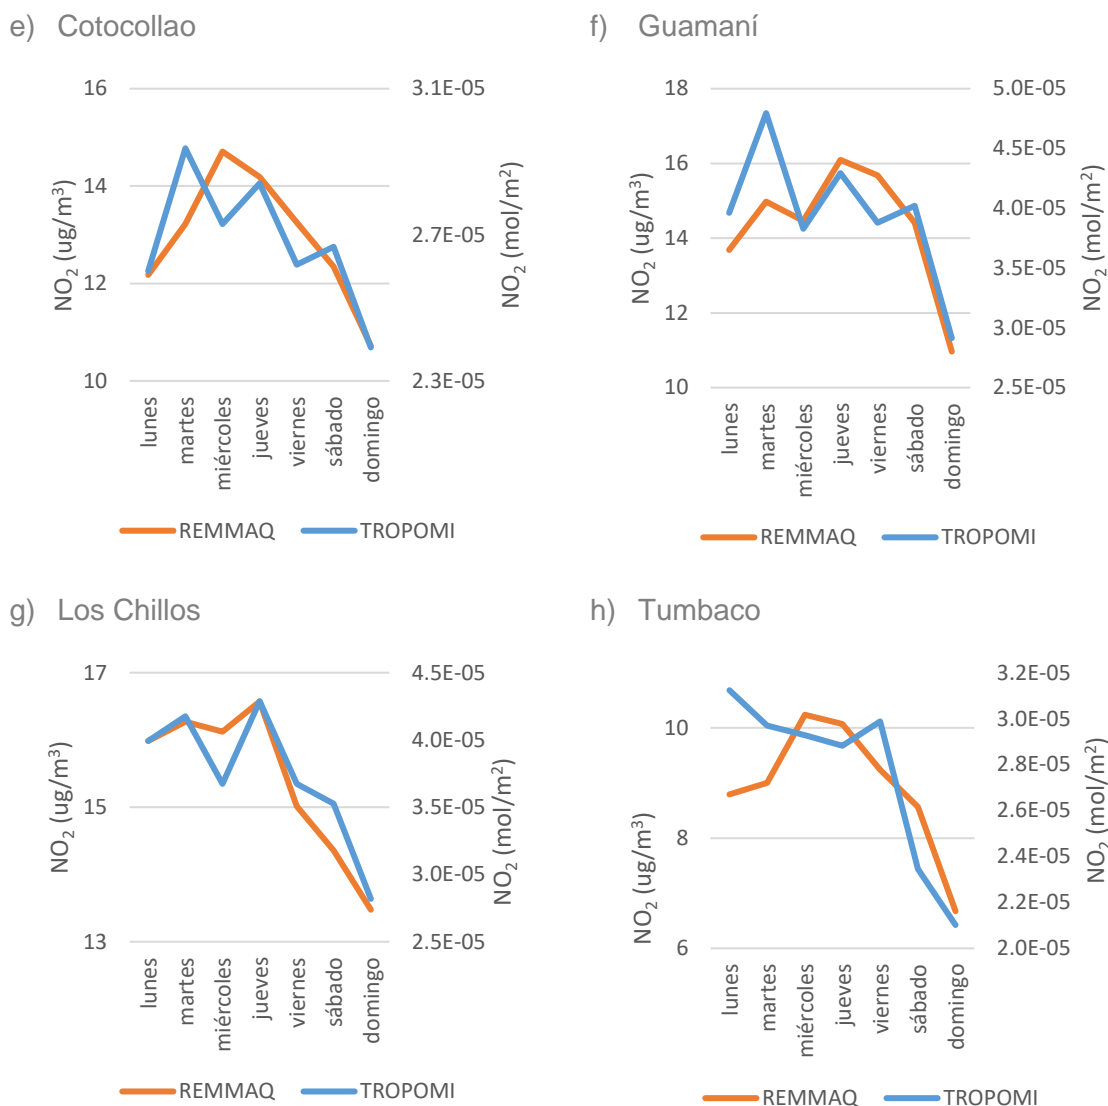 e) Cotocollao
16
14
12
10
NO₂ (ug/m³)
3.1E-05
2.7E-05
2.3E-05
NO₂ (mol/m²)
lunes
martes
miércoles
jueves
viernes
sábado
domingo
REMMAQ TROPOMI
f) Guamaní
18
16
14
12
10
NO₂ (ug/m³)
5.0E-05
4.5E-05
4.0E-05
3.5E-05
3.0E-05
2.5E-05
NO₂ (mol/m²)
lunes
martes
miércoles
jueves
viernes
sábado
domingo
REMMAQ TROPOMI
g) Los Chillos
17
15
13
NO₂ (ug/m³)
4.5E-05
4.0E-05
3.5E-05
3.0E-05
2.5E-05
NO₂ (mol/m²)
lunes
martes
miércoles
jueves
viernes
sábado
domingo
REMMAQ TROPOMI
h) Tumbaco
10
8
6
NO₂ (ug/m³)
3.2E-05
3.0E-05
2.8E-05
2.6E-05
2.4E-05
2.2E-05
2.0E-05
NO₂ (mol/m²)
lunes
martes
miércoles
jueves
viernes
sábado
domingo
REMMAQ TROPOMI